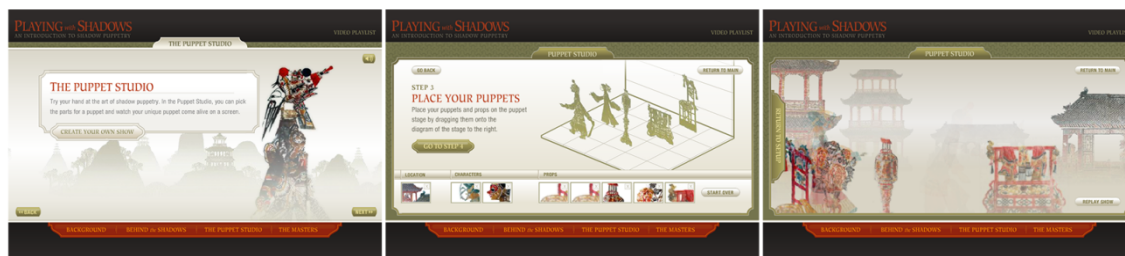 PLAYING with SHADOWS
AN INTRODUCTION TO SHADOW PUPPETRY
VIDEO PLAYLIST
THE PUPPET STUDIO
THE PUPPET STUDIO
Try your hand at the art of shadow puppetry. In the Puppet Studio, you can pick
the parts for a puppet and watch your unique puppet come alive on a screen.
CREATE YOUR OWN SHOW
BACK
NEXT
BACKGROUND | BEHIND the SHADOWS | THE PUPPET STUDIO | THE MASTERS
PLAYING with SHADOWS
AN INTRODUCTION TO SHADOW PUPPETRY
VIDEO PLAYLIST
PUPPET STUDIO
GO BACK
RETURN TO MAIN
STEP 3
PLACE YOUR PUPPETS
Place your puppets and props on the puppet
stage by dragging them onto the
diagram of the stage to the right.
GO TO STEP 4
LOCATION
CHARACTERS
PROPS
START OVER
BACKGROUND | BEHIND the SHADOWS | THE PUPPET STUDIO | THE MASTERS
PLAYING with SHADOWS
AN INTRODUCTION TO SHADOW PUPPETRY
VIDEO PLAYLIST
PUPPET STUDIO
RETURN TO MAIN
RETURN TO SETUP
REPLAY SHOW
BACKGROUND | BEHIND the SHADOWS | THE PUPPET STUDIO | THE MASTERS